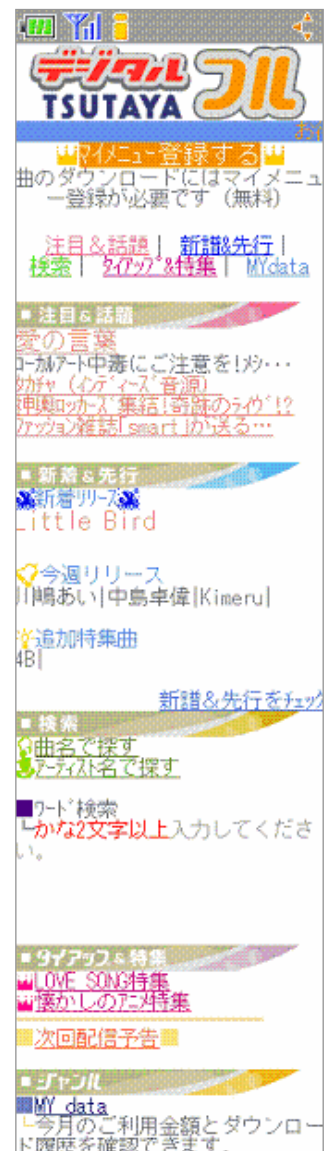 デジタル
TSUTAYA フル
マイメニュー登録する
曲のダウンロードにはマイメニュ
ー登録が必要です (無料)
注目&話題| 新譜&先行|
検索| タイアップ&特集| MYdata
■注目&話題
愛の言葉
中毒にご注意を!メシ・・・
タカチャ (インディーズ音源)
神奥ロッカーズ集結!奇跡のライヴ!?
ファッション雑誌「smart」が送る…
■新着&先行
新着リリース
Little Bird
今週リリース
川嶋あい|中島卓偉|Kimeru|
追加特集曲
4B|
新譜&先行をチェック
■検索
曲名で探す
アーティスト名で探す
■ワード検索
┗かな2文字以上入力してくださ
い。
■タイアップ&特集
LOVE SONG特集
懐かしのアニメ特集
次回配信予告
■ジャンル
MY data
┗今月のご利用金額とダウンロー
ド履歴を確認できます。